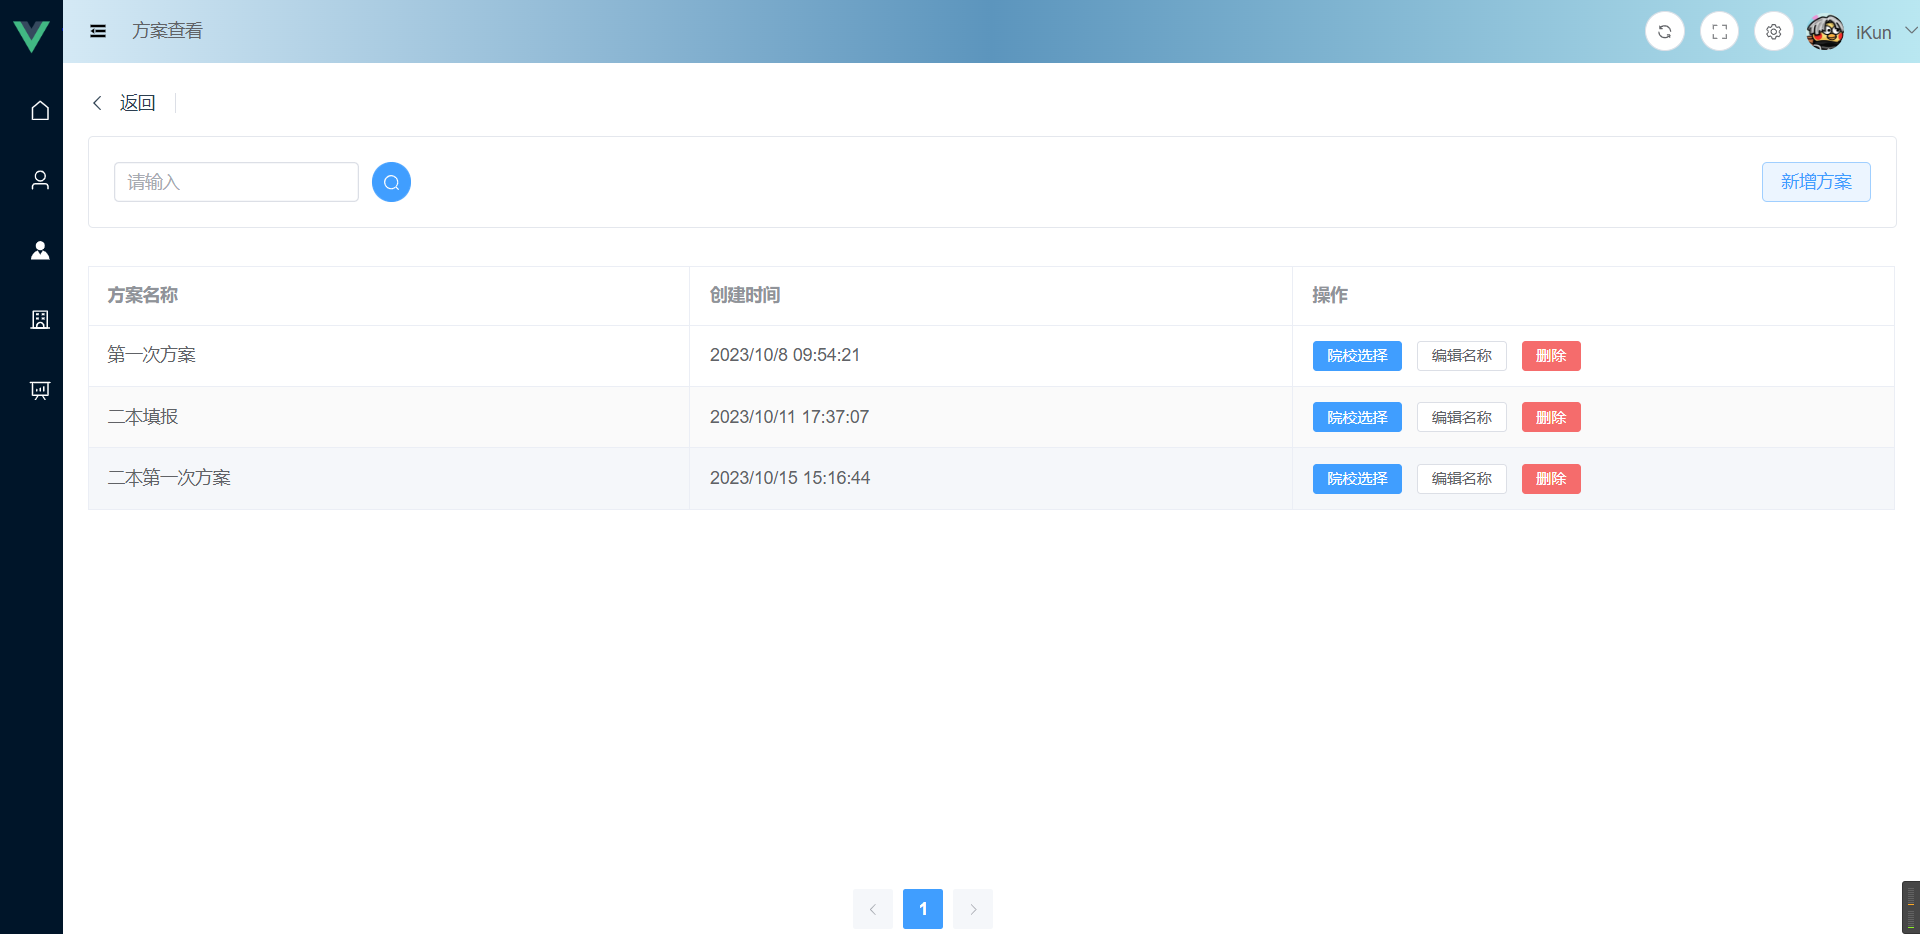 方案查看
iKun
返回
请输入
新增方案
方案名称 创建时间 操作
第一次方案 2023/10/8 09:54:21 院校选择 编辑名称 删除
二本填报 2023/10/11 17:37:07 院校选择 编辑名称 删除
二本第一次方案 2023/10/15 15:16:44 院校选择 编辑名称 删除
1